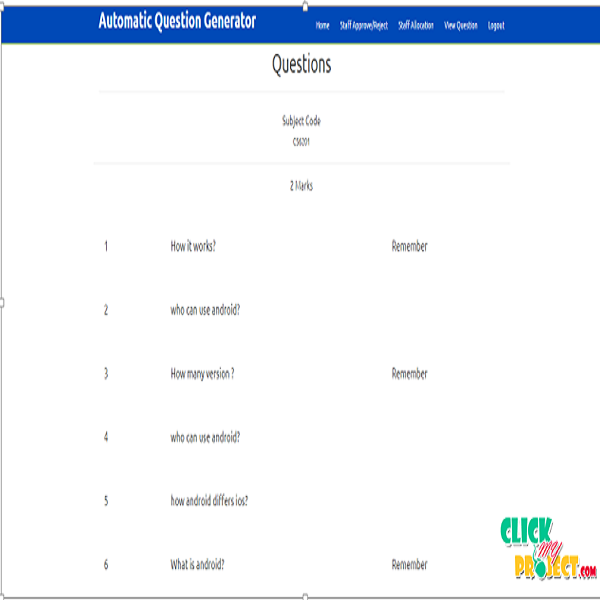 Automatic Question Generator
Home Staff Approve/Reject Staff Allocation View Question Logout
Questions
Subject Code
CS6201
2 Marks
1 How it works? Remember
2 who can use android?
3 How many version ? Remember
4 who can use android?
5 how android differs ios?
6 What is android? Remember
CLICK
my
PROJECT.COM